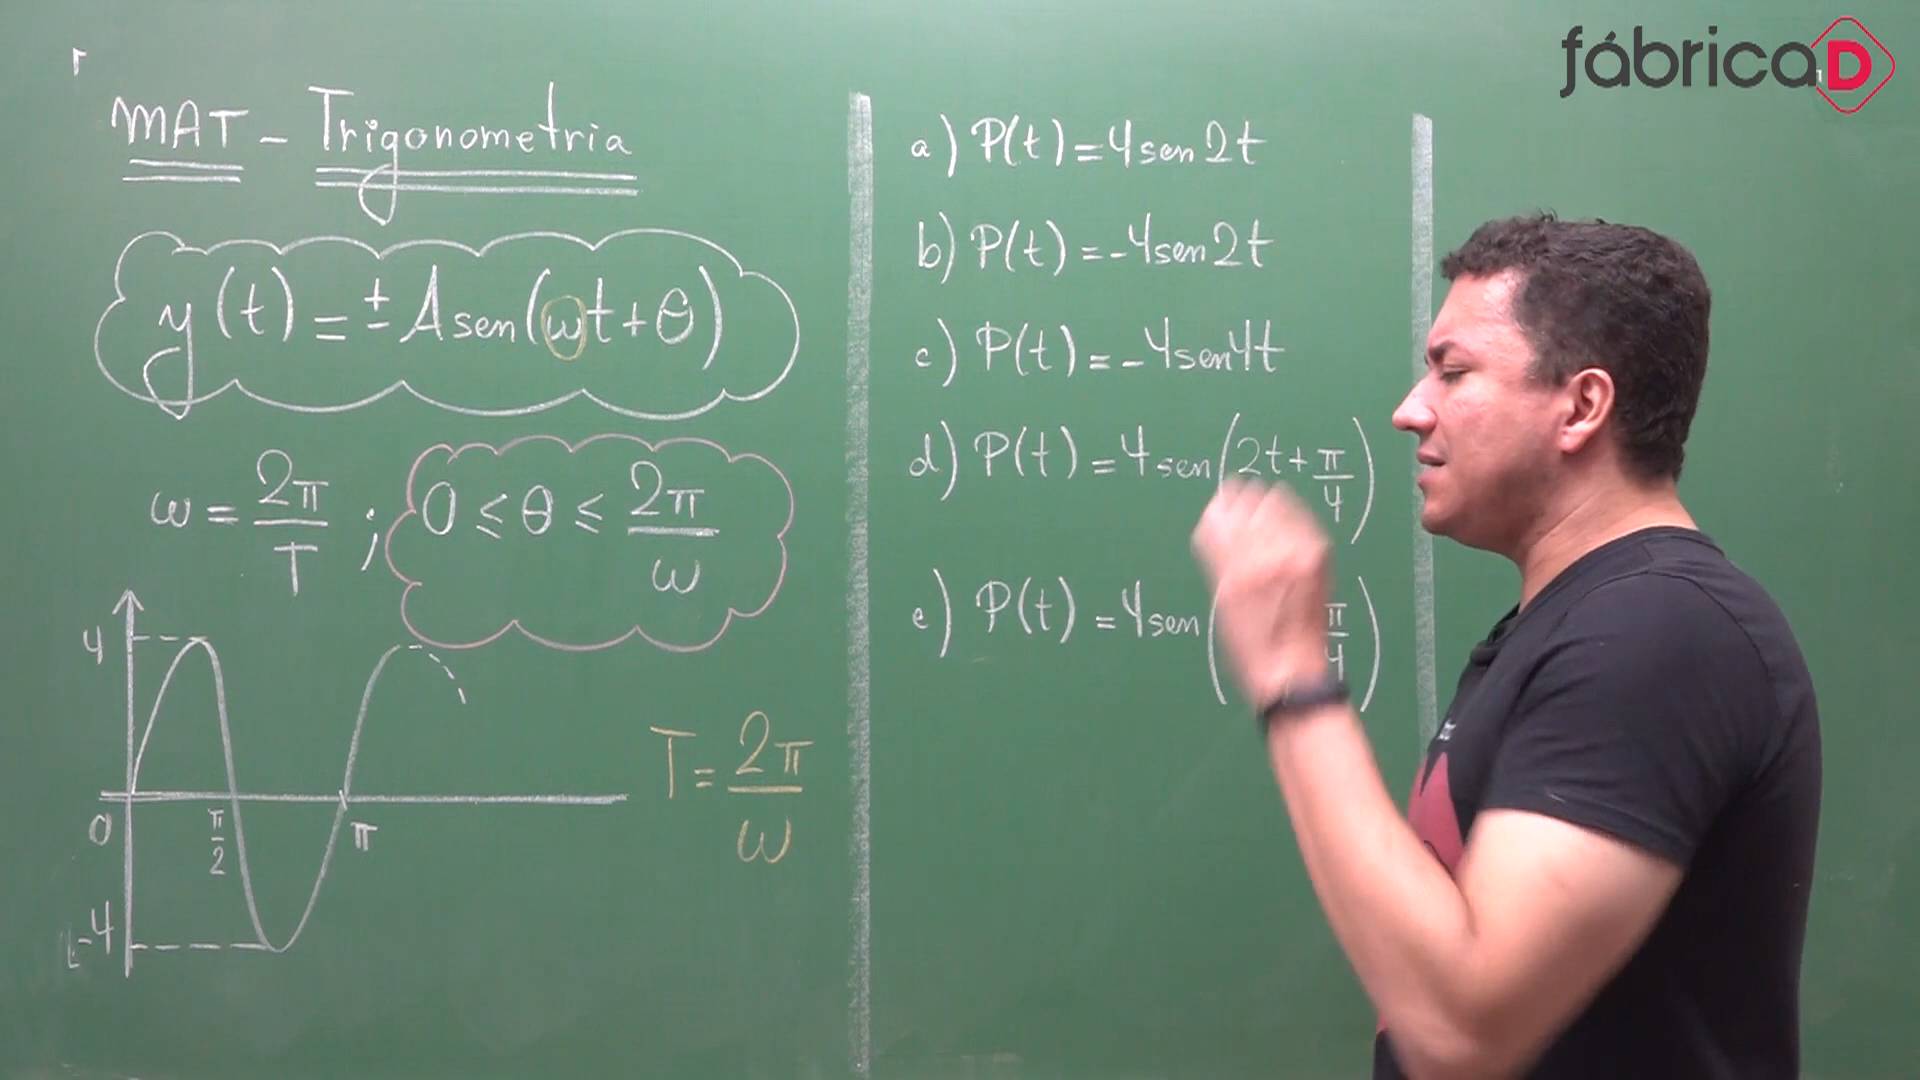 fábricaD
MAT - Trigonometria
y(t) = ± A sen(ωt + θ)
ω = 2π/T ; 0 ≤ θ ≤ 2π/ω
4
0
π/2
π
-4
T = 2π/ω
a) P(t) = 4 sen 2t
b) P(t) = -4 sen 2t
c) P(t) = -4 sen 4t
d) P(t) = 4 sen(2t + π/4)
e) P(t) = 4 sen( π/4)